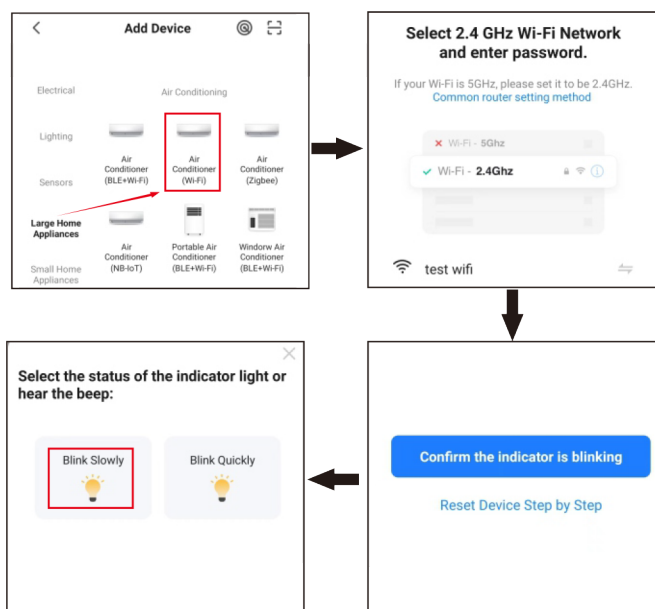 Add Device
Electrical
Lighting
Sensors
Large Home
Appliances
Small Home
Appliances
Air Conditioning
Air
Conditioner
(BLE+Wi-Fi)
Air
Conditioner
(Wi-Fi)
Air
Conditioner
(Zigbee)
Air
Conditioner
(NB-IoT)
Portable Air
Conditioner
(BLE+Wi-Fi)
Windorw Air
Conditioner
(BLE+Wi-Fi)
Select 2.4 GHz Wi-Fi Network
and enter password.
If your Wi-Fi is 5GHz, please set it to be 2.4GHz.
Common router setting method
Wi-Fi - 5Ghz
Wi-Fi - 2.4Ghz
test wifi
Confirm the indicator is blinking
Reset Device Step by Step
Select the status of the indicator light or
hear the beep:
Blink Slowly
Blink Quickly